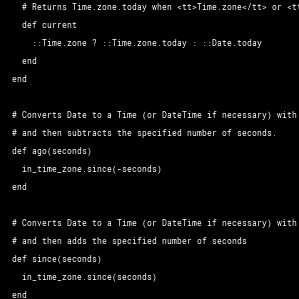 # Returns Time.zone.today when <tt>Time.zone</tt> or <tt
def current
::Time.zone ? ::Time.zone.today : ::Date.today
end
end
# Converts Date to a Time (or DateTime if necessary) with
# and then subtracts the specified number of seconds.
def ago(seconds)
in_time_zone.since(-seconds)
end
# Converts Date to a Time (or DateTime if necessary) with
# and then adds the specified number of seconds
def since(seconds)
in_time_zone.since(seconds)
end